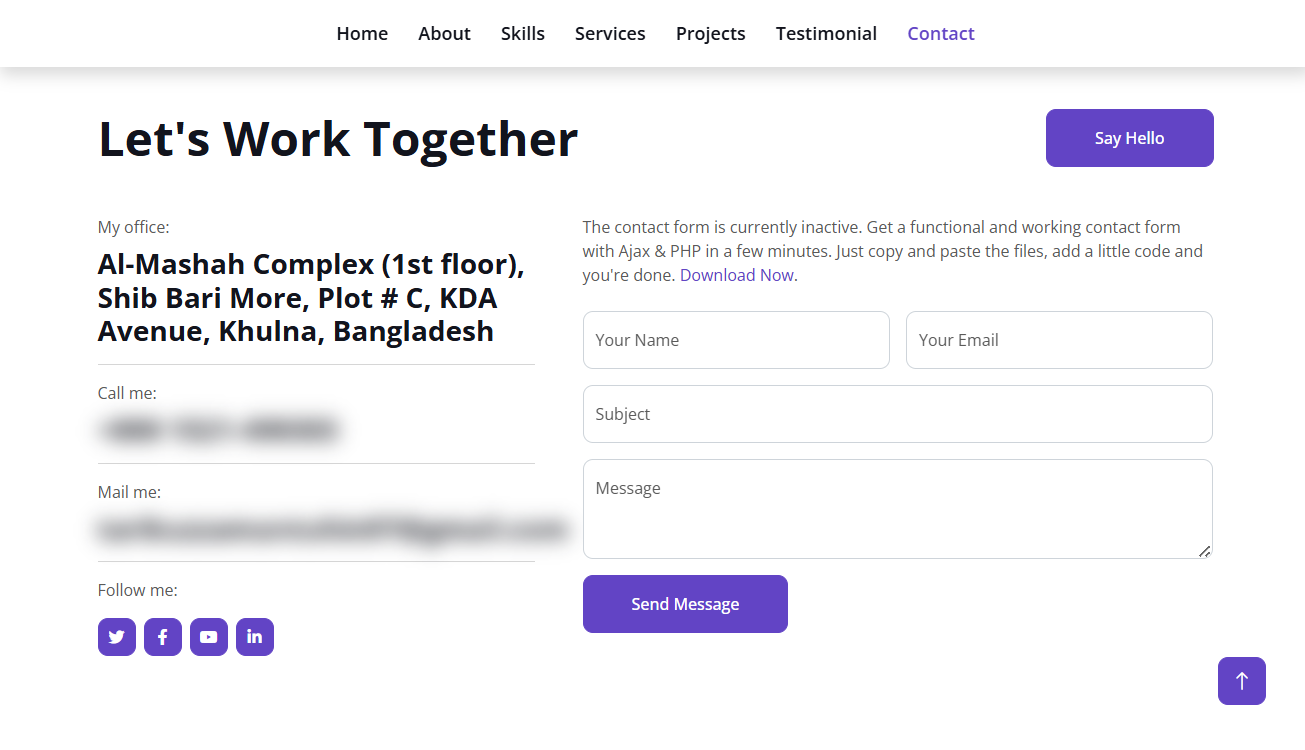 Home About Skills Services Projects Testimonial Contact
Let's Work Together
Say Hello
My office:
Al-Mashah Complex (1st floor),
Shib Bari More, Plot # C, KDA
Avenue, Khulna, Bangladesh
Call me:
Mail me:
Follow me:
The contact form is currently inactive. Get a functional and working contact form
with Ajax & PHP in a few minutes. Just copy and paste the files, add a little code and
you're done. Download Now.
Your Name
Your Email
Subject
Message
Send Message